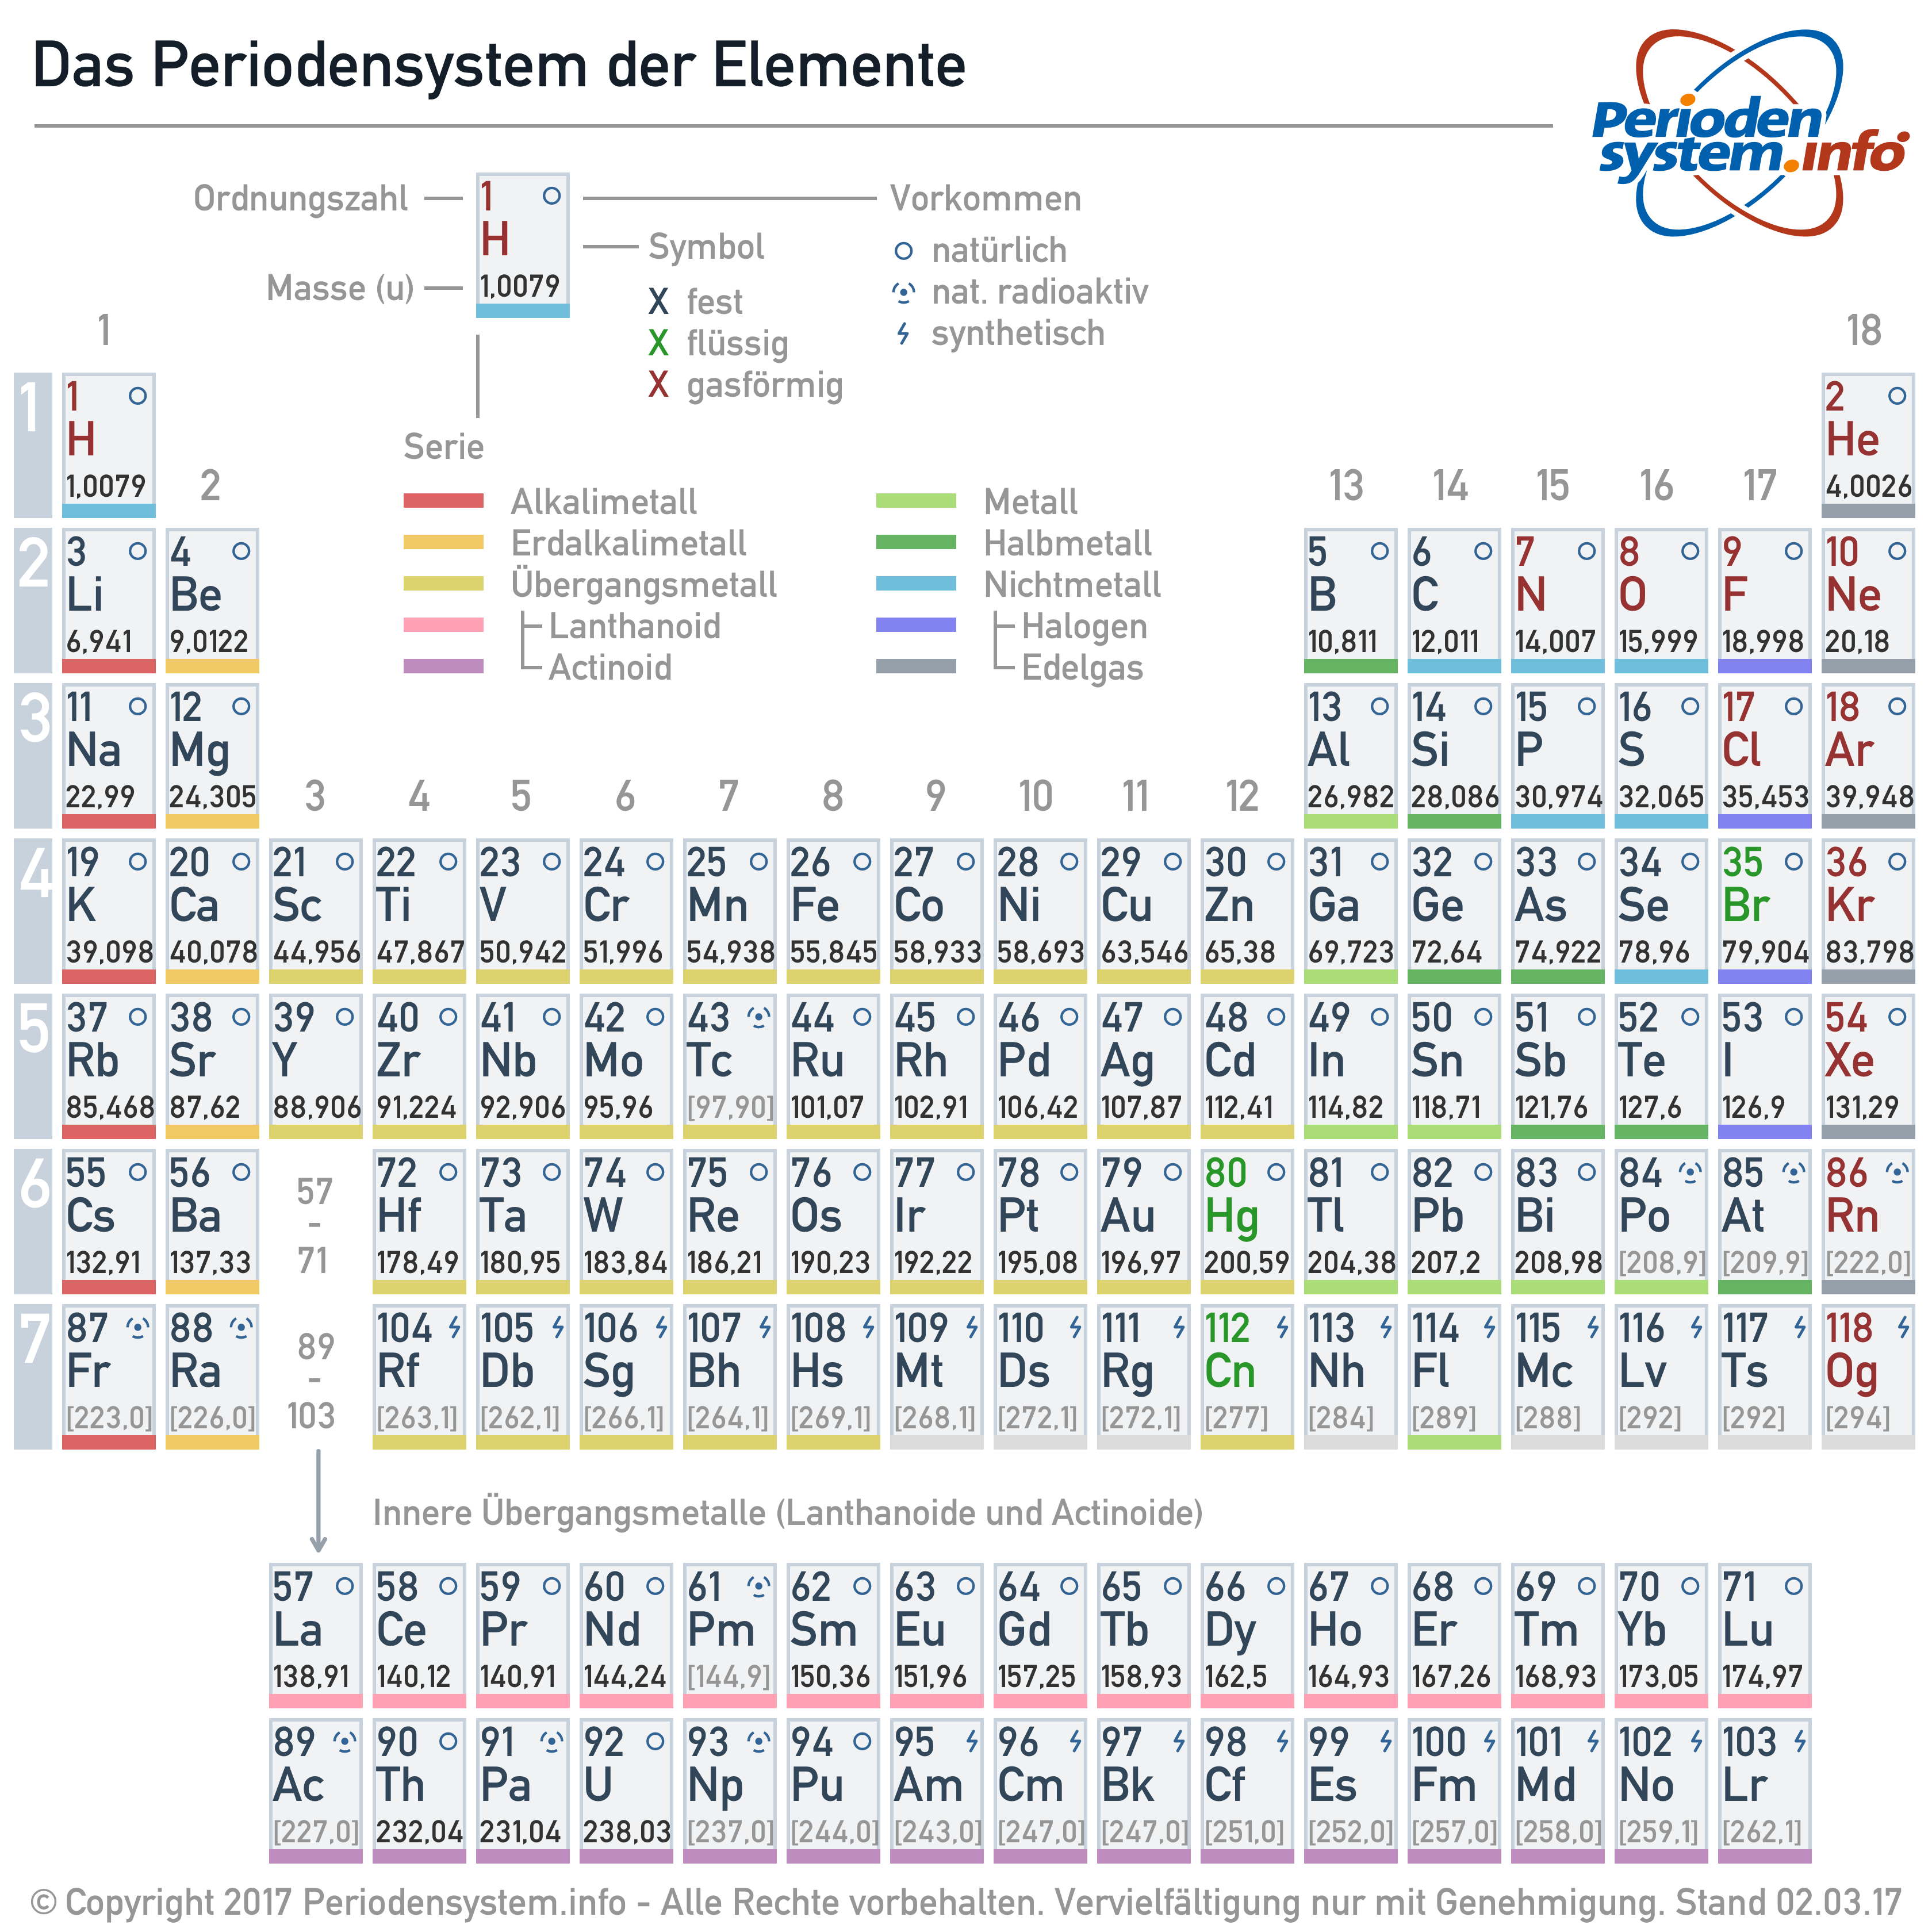 Das Periodensystem der Elemente
Perioden
system.info
Ordnungszahl
1
H
1,0079
Masse (u)
Symbol
X fest
X flüssig
X gasförmig
Vorkommen
natürlich
nat. radioaktiv
synthetisch
Serie
Alkalimetall
Erdalkalimetall
Übergangsmetall
Lanthanoid
Actinoid
Metall
Halbmetall
Nichtmetall
Halogen
Edelgas
1 18
1 1 2
H He
1,0079 4,0026
2 13 14 15 16 17
2 3 4 5 6 7 8 9 10
Li Be B C N O F Ne
6,941 9,0122 10,811 12,011 14,007 15,999 18,998 20,18
3 11 12 13 14 15 16 17 18
Na Mg Al Si P S Cl Ar
22,99 24,305 26,982 28,086 30,974 32,065 35,453 39,948
3 4 5 6 7 8 9 10 11 12
4 19 20 21 22 23 24 25 26 27 28 29 30 31 32 33 34 35 36
K Ca Sc Ti V Cr Mn Fe Co Ni Cu Zn Ga Ge As Se Br Kr
39,098 40,078 44,956 47,867 50,942 51,996 54,938 55,845 58,933 58,693 63,546 65,38 69,723 72,64 74,922 78,96 79,904 83,798
5 37 38 39 40 41 42 43 44 45 46 47 48 49 50 51 52 53 54
Rb Sr Y Zr Nb Mo Tc Ru Rh Pd Ag Cd In Sn Sb Te I Xe
85,468 87,62 88,906 91,224 92,906 95,96 [97,90] 101,07 102,91 106,42 107,87 112,41 114,82 118,71 121,76 127,6 126,9 131,29
6 55 56 57 - 71 72 73 74 75 76 77 78 79 80 81 82 83 84 85 86
Cs Ba Hf Ta W Re Os Ir Pt Au Hg Tl Pb Bi Po At Rn
132,91 137,33 178,49 180,95 183,84 186,21 190,23 192,22 195,08 196,97 200,59 204,38 207,2 208,98 [208,9] [209,9] [222,0]
7 87 88 89 - 103 104 105 106 107 108 109 110 111 112 113 114 115 116 117 118
Fr Ra Rf Db Sg Bh Hs Mt Ds Rg Cn Nh Fl Mc Lv Ts Og
[223,0] [226,0] [263,1] [262,1] [266,1] [264,1] [269,1] [268,1] [272,1] [272,1] [277] [284] [289] [288] [292] [292] [294]
Innere Übergangsmetalle (Lanthanoide und Actinoide)
57 58 59 60 61 62 63 64 65 66 67 68 69 70 71
La Ce Pr Nd Pm Sm Eu Gd Tb Dy Ho Er Tm Yb Lu
138,91 140,12 140,91 144,24 [144,9] 150,36 151,96 157,25 158,93 162,5 164,93 167,26 168,93 173,05 174,97
89 90 91 92 93 94 95 96 97 98 99 100 101 102 103
Ac Th Pa U Np Pu Am Cm Bk Cf Es Fm Md No Lr
[227,0] 232,04 231,04 238,03 [237,0] [244,0] [243,0] [247,0] [247,0] [251,0] [252,0] [257,0] [258,0] [259,1] [262,1]
© Copyright 2017 Periodensystem.info - Alle Rechte vorbehalten. Vervielfältigung nur mit Genehmigung. Stand 02.03.17